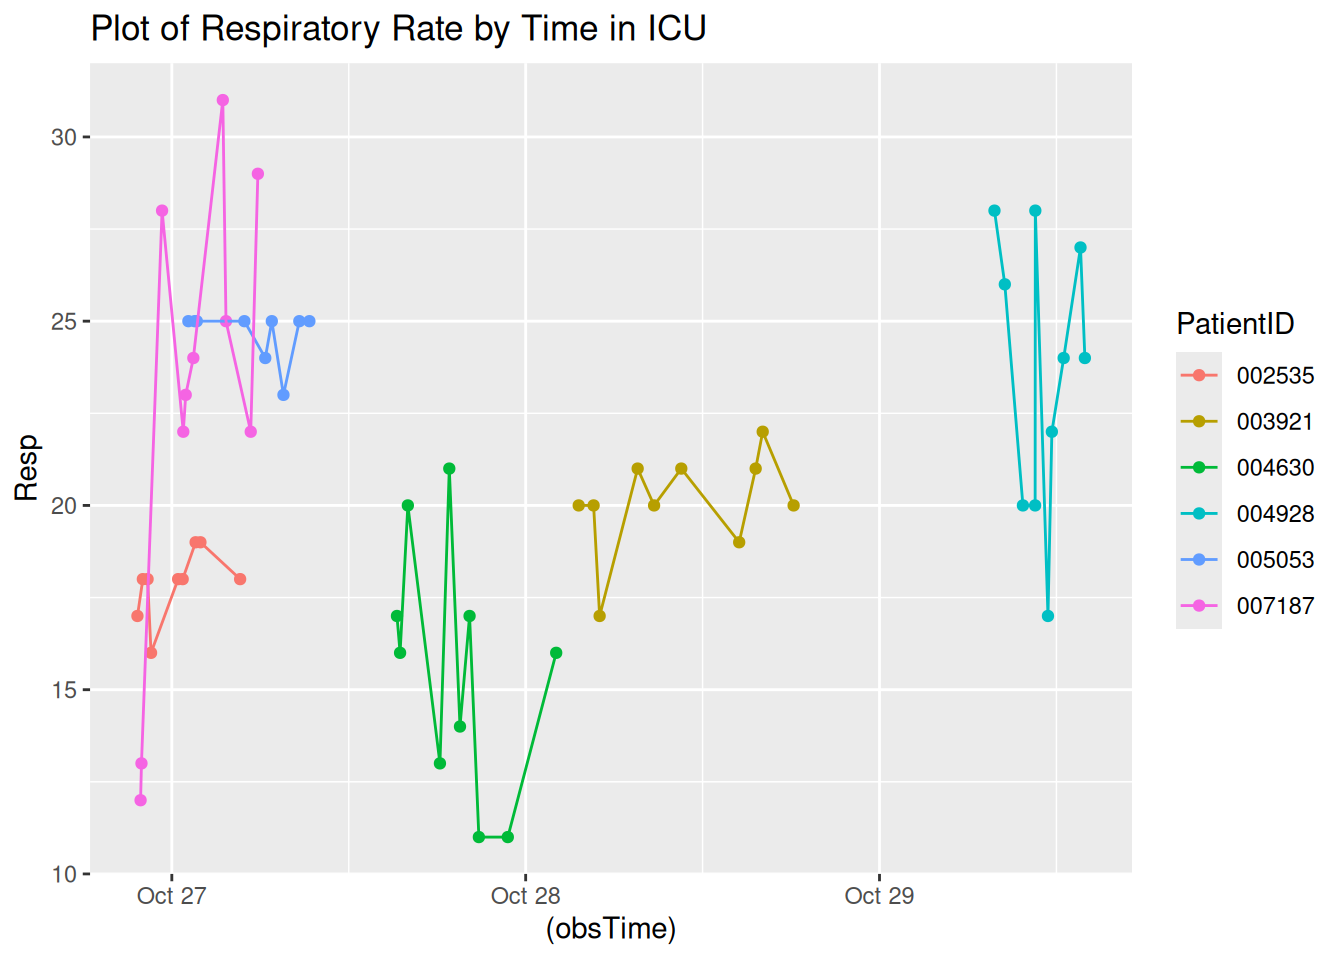 Plot of Respiratory Rate by Time in ICU
30
25
20
15
10
Resp
Oct 27
Oct 28
Oct 29
(obsTime)
PatientID
002535
003921
004630
004928
005053
007187